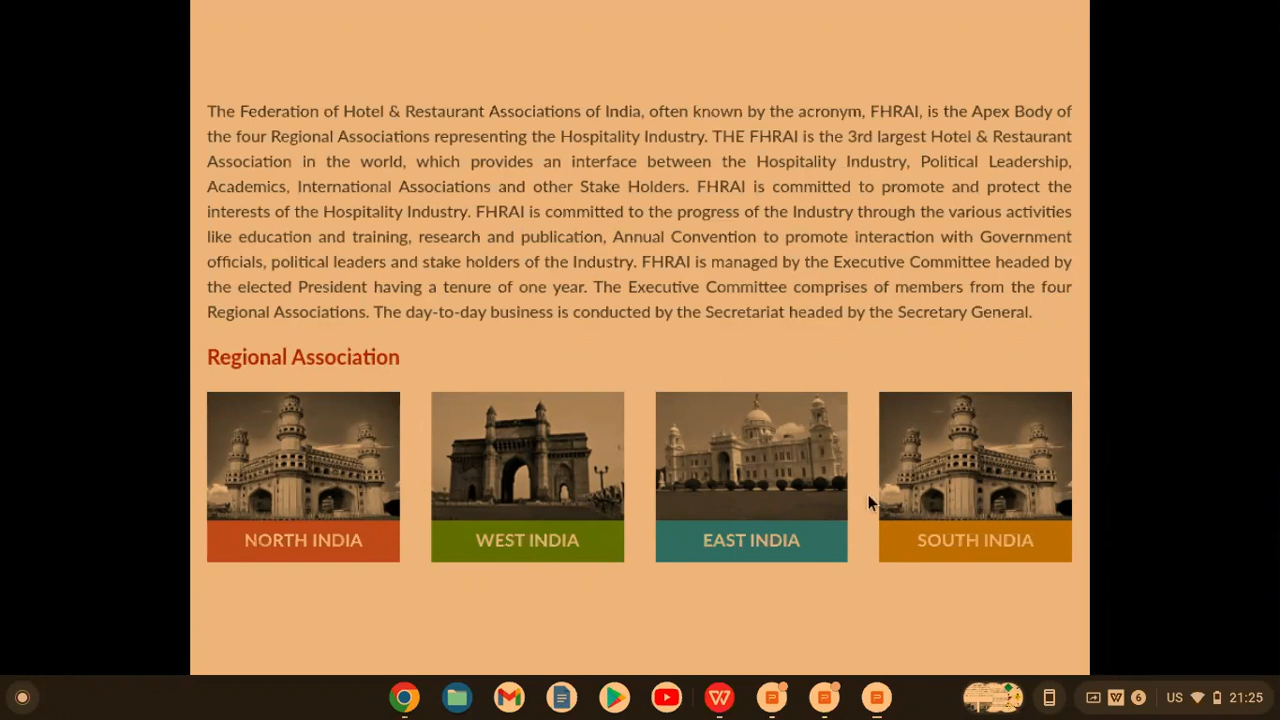 The Federation of Hotel & Restaurant Associations of India, often known by the acronym, FHRAI, is the Apex Body of
the four Regional Associations representing the Hospitality Industry. THE FHRAI is the 3rd largest Hotel & Restaurant
Association in the world, which provides an interface between the Hospitality Industry, Political Leadership,
Academics, International Associations and other Stake Holders. FHRAI is committed to promote and protect the
interests of the Hospitality Industry. FHRAI is committed to the progress of the Industry through the various activities
like education and training, research and publication, Annual Convention to promote interaction with Government
officials, political leaders and stake holders of the Industry. FHRAI is managed by the Executive Committee headed by
the elected President having a tenure of one year. The Executive Committee comprises of members from the four
Regional Associations. The day-to-day business is conducted by the Secretariat headed by the Secretary General.
Regional Association
NORTH INDIA
WEST INDIA
EAST INDIA
SOUTH INDIA
6 US 21:25